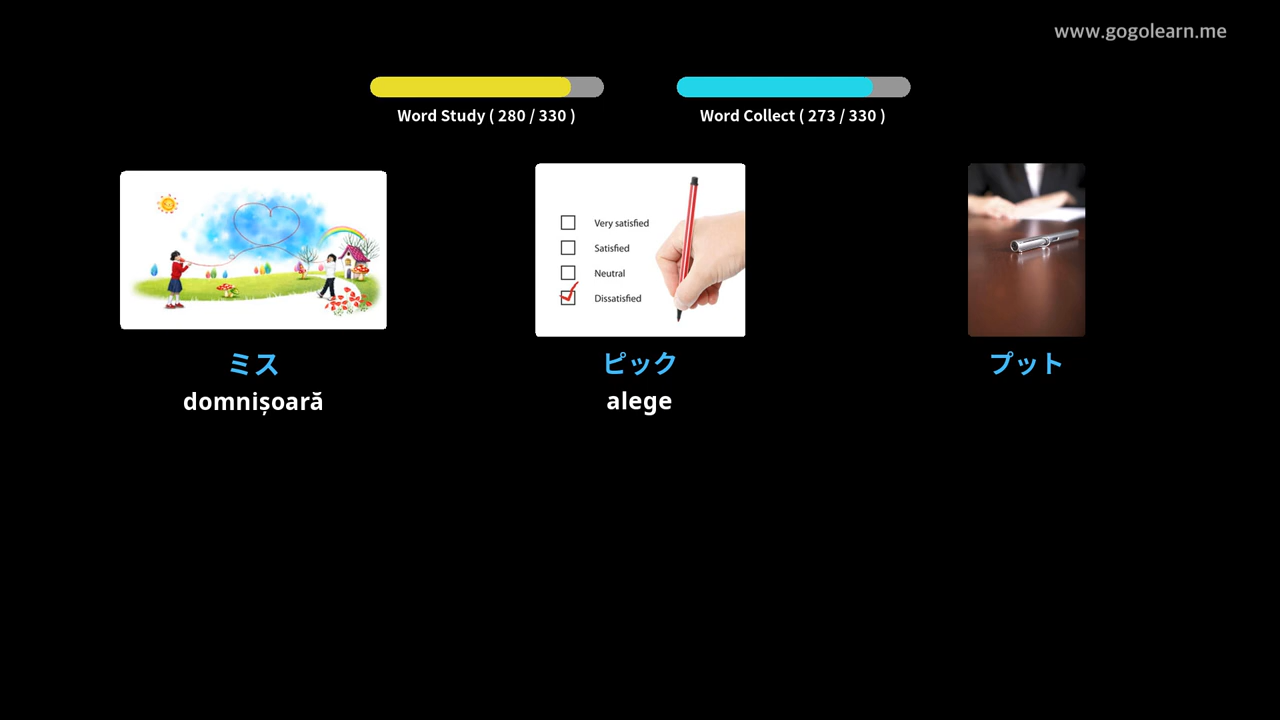 www.gogolearn.me
Word Study ( 280 / 330 )
Word Collect ( 273 / 330 )
Very satisfied
Satisfied
Neutral
Dissatisfied
ミス
ピック
プット
domnișoară
alege